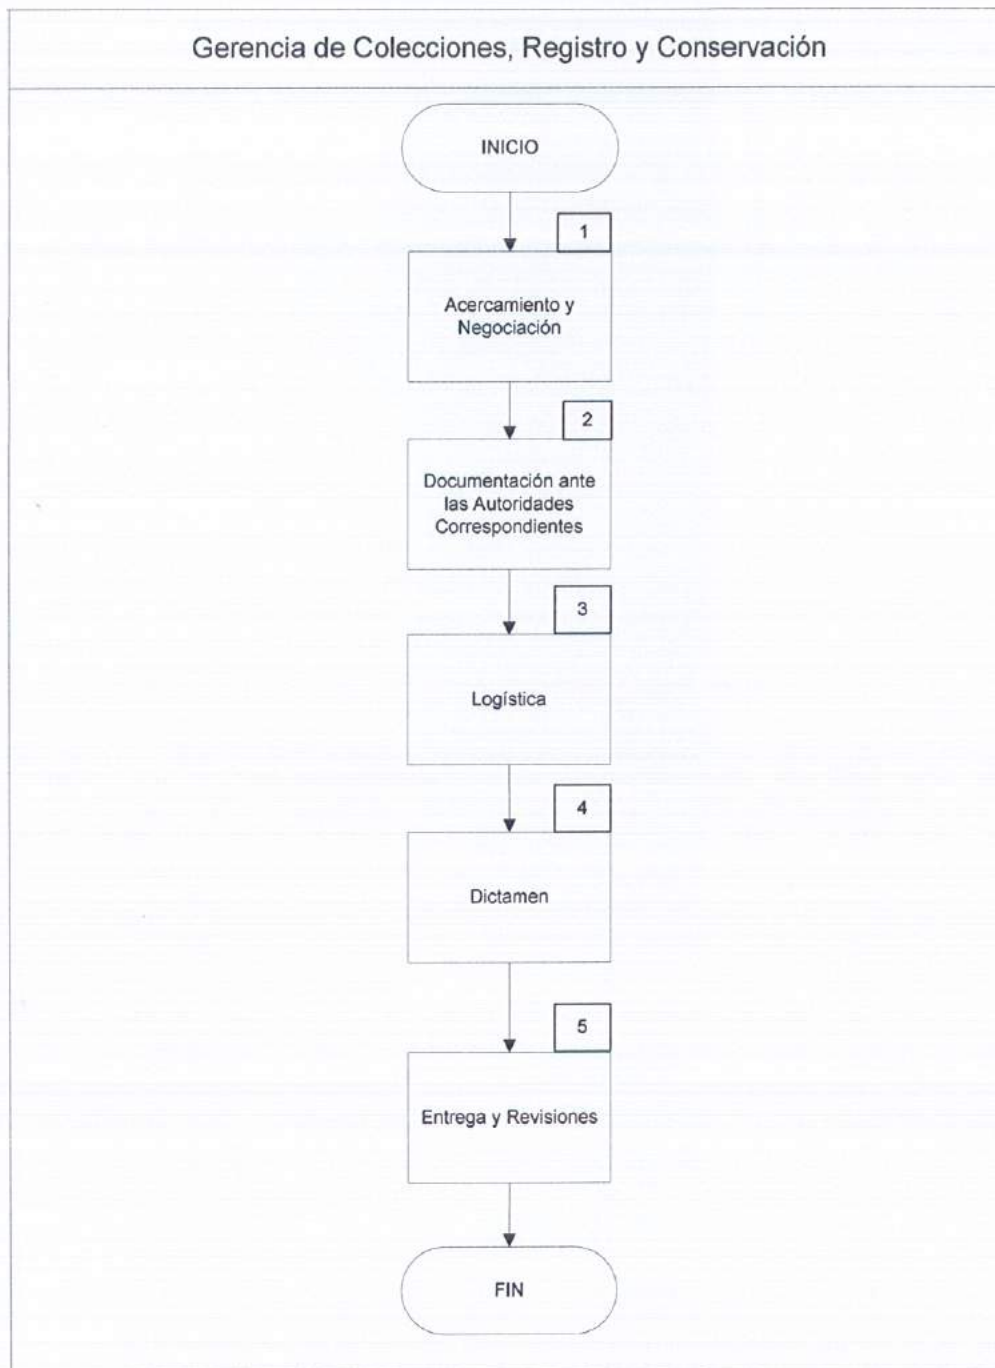 Gerencia de Colecciones, Registro y Conservación
INICIO
1
Acercamiento y
Negociación
2
Documentación ante
las Autoridades
Correspondientes
3
Logística
4
Dictamen
5
Entrega y Revisiones
FIN